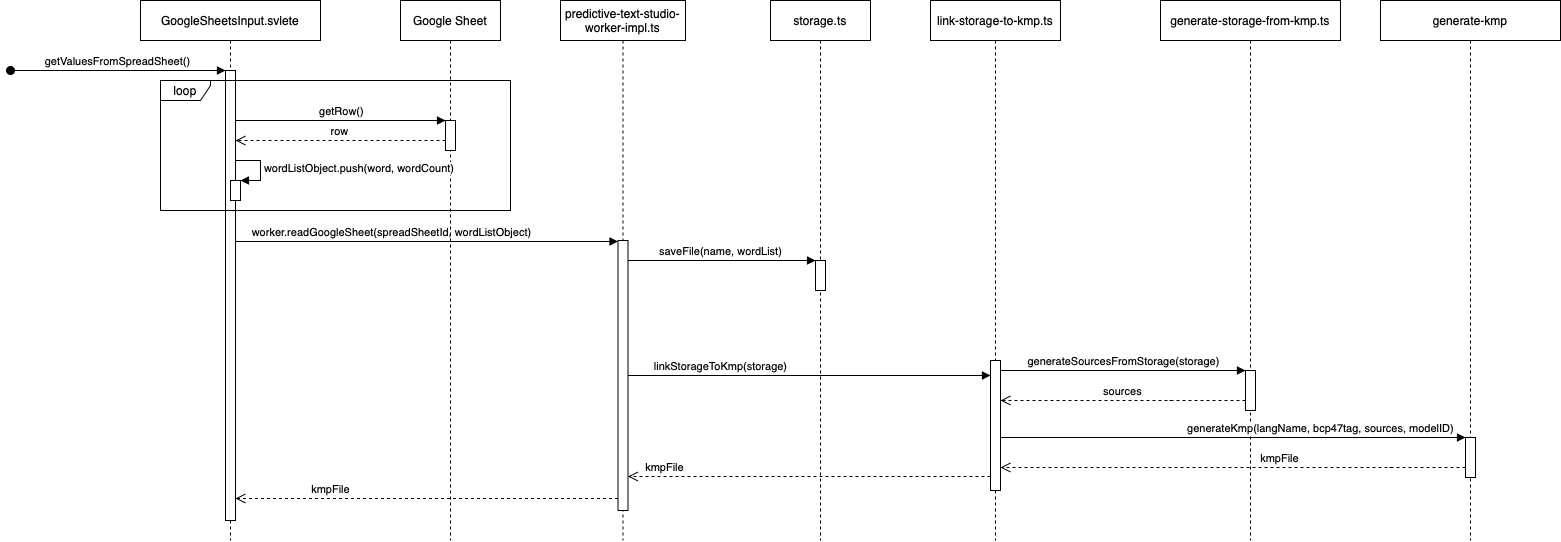 GoogleSheetsInput.svlete
Google Sheet
predictive-text-studio-
worker-impl.ts
storage.ts
link-storage-to-kmp.ts
generate-storage-from-kmp.ts
generate-kmp
getValuesFromSpreadSheet()
loop
getRow()
row
wordListObject.push(word, wordCount)
worker.readGoogleSheet(spreadSheetId, wordListObject)
saveFile(name, wordList)
linkStorageToKmp(storage)
generateSourcesFromStorage(storage)
sources
generateKmp(langName, bcp47tag, sources, modelID)
kmpFile
kmpFile
kmpFile